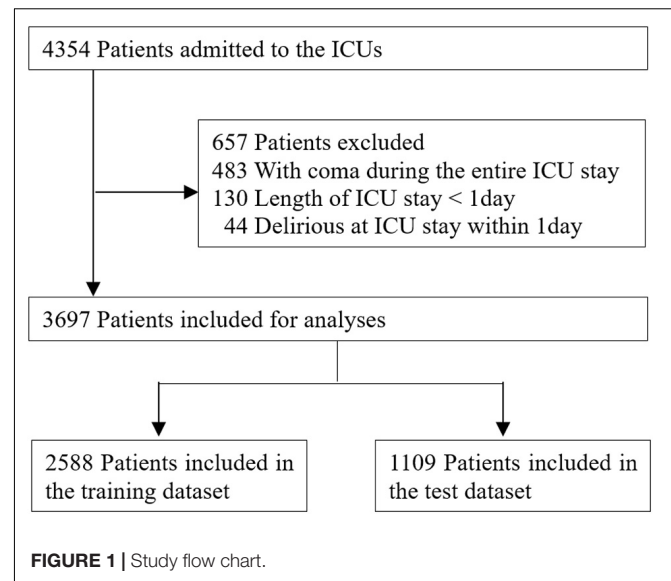 4354 Patients admitted to the ICUs
657 Patients excluded
483 With coma during the entire ICU stay
130 Length of ICU stay < 1day
44 Delirious at ICU stay within 1day
3697 Patients included for analyses
2588 Patients included in
the training dataset
1109 Patients included in
the test dataset
FIGURE 1 | Study flow chart.